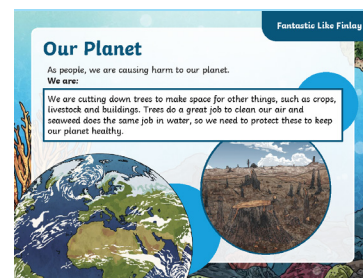 Fantastic Like Finlay
Our Planet
As people, we are causing harm to our planet.
We are:
We are cutting down trees to make space for other things, such as crops,
livestock and buildings. Trees do a great job to clean our air and
seaweed does the same job in water, so we need to protect these to keep
our planet healthy.